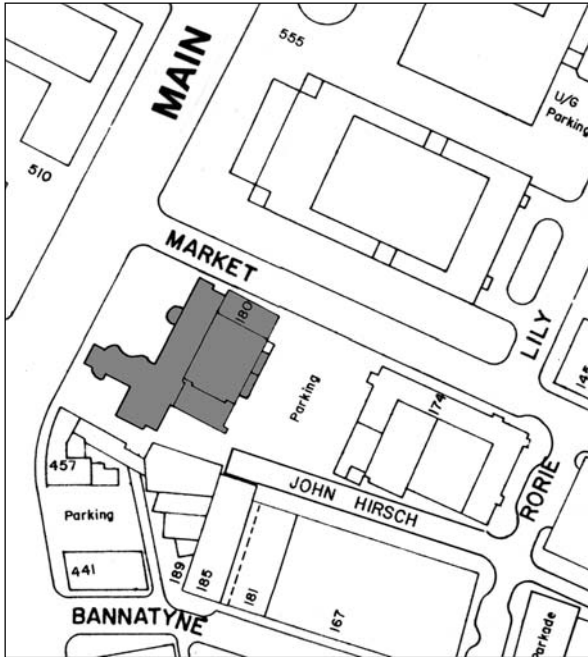 555
MAIN
U/G
Parking
510
MARKET
180
LILY
145
Parking
174
457
RORIE
JOHN HIRSCH
Parking
441
189
185
181
167
BANNATYNE
Parkade